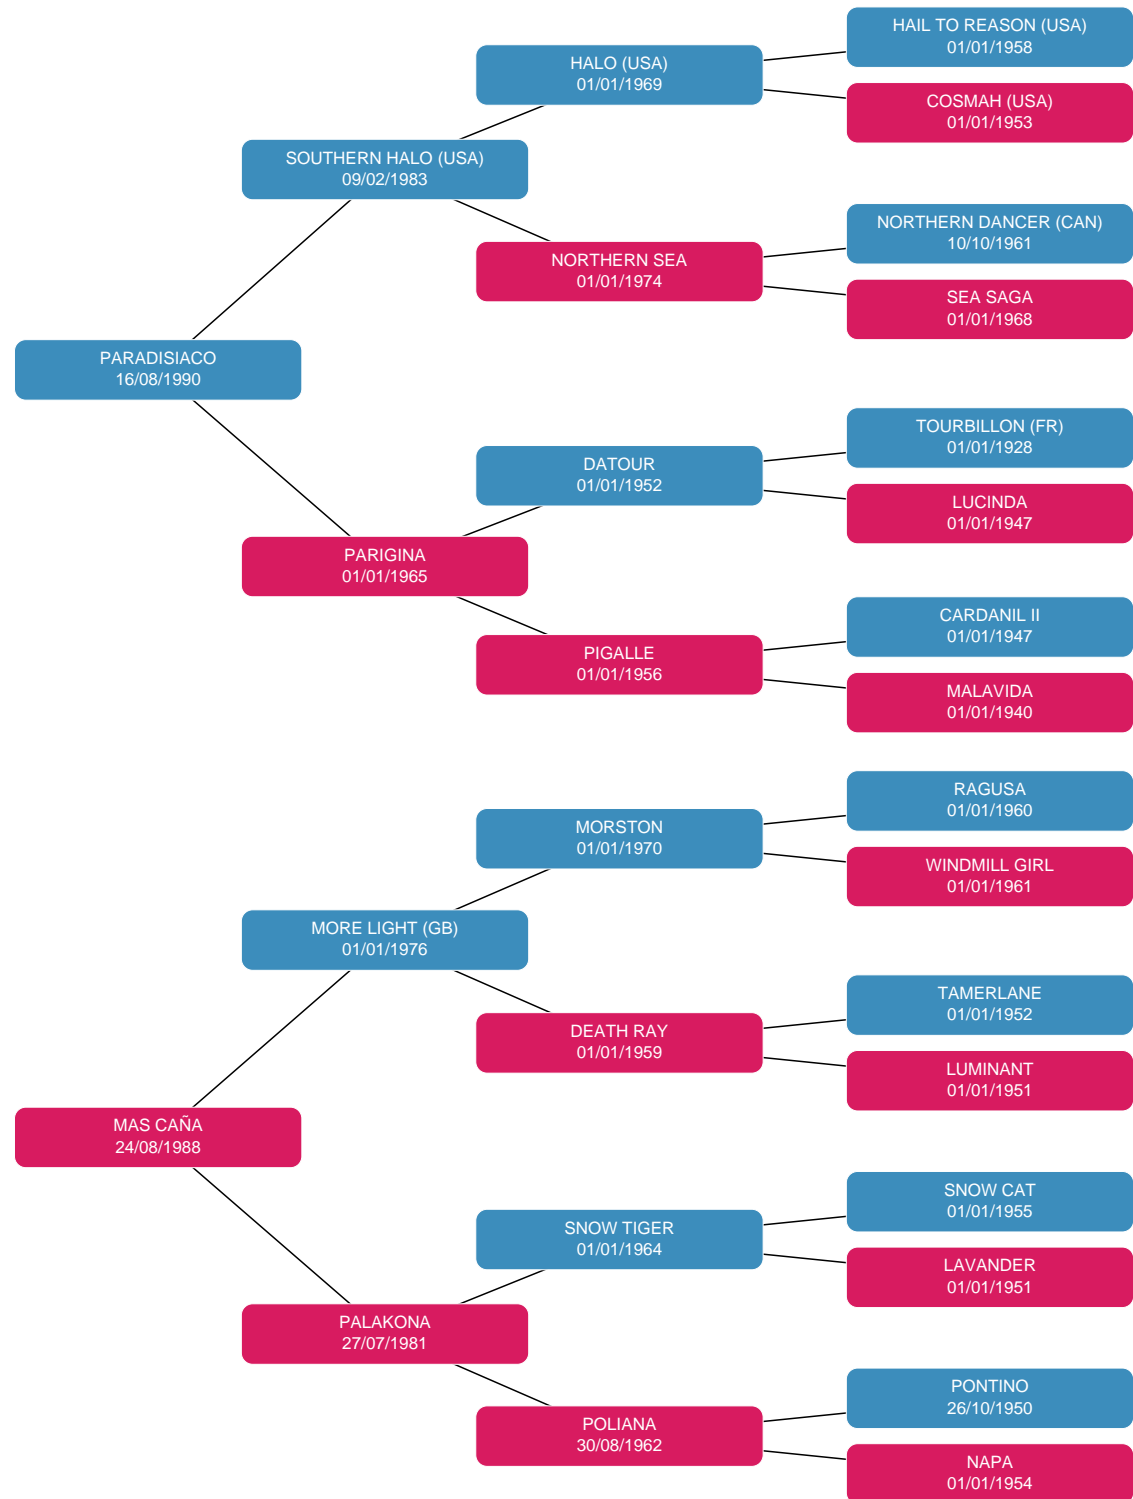 HAIL TO REASON (USA)
01/01/1958
HALO (USA)
01/01/1969
COSMAH (USA)
01/01/1953
SOUTHERN HALO (USA)
09/02/1983
NORTHERN DANCER (CAN)
10/10/1961
NORTHERN SEA
01/01/1974
SEA SAGA
01/01/1968
PARADISIACO
16/08/1990
TOURBILLON (FR)
01/01/1928
DATOUR
01/01/1952
LUCINDA
01/01/1947
PARIGINA
01/01/1965
CARDANIL II
01/01/1947
PIGALLE
01/01/1956
MALAVIDA
01/01/1940
RAGUSA
01/01/1960
MORSTON
01/01/1970
WINDMILL GIRL
01/01/1961
MORE LIGHT (GB)
01/01/1976
TAMERLANE
01/01/1952
DEATH RAY
01/01/1959
LUMINANT
01/01/1951
MAS CAÑA
24/08/1988
SNOW CAT
01/01/1955
SNOW TIGER
01/01/1964
LAVANDER
01/01/1951
PALAKONA
27/07/1981
PONTINO
26/10/1950
POLIANA
30/08/1962
NAPA
01/01/1954